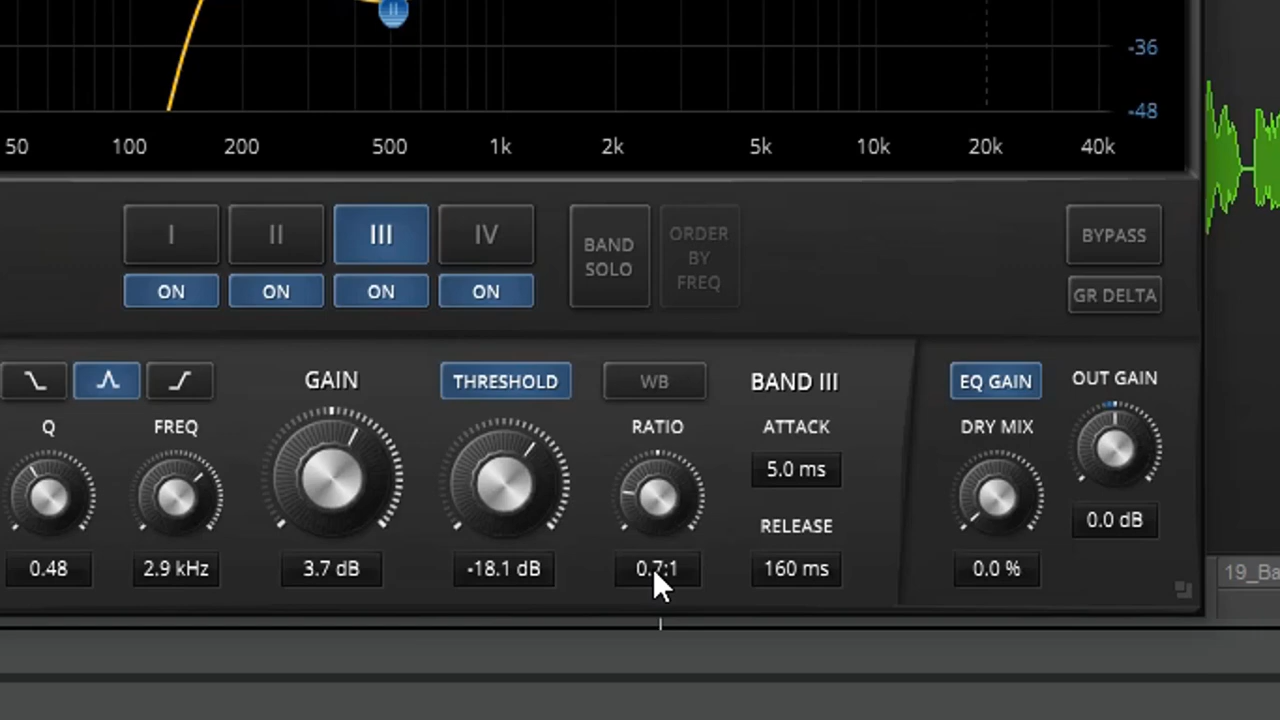 II
-36
-48
50 100 200 500 1k 2k 5k 10k 20k 40k
I II III IV
ON ON ON ON
BAND
SOLO
ORDER
BY
FREQ
BYPASS
GR DELTA
GAIN
THRESHOLD
WB
BAND III
EQ GAIN
OUT GAIN
Q
FREQ
RATIO
ATTACK
DRY MIX
5.0 ms
RELEASE
0.0 dB
0.48
2.9 kHz
3.7 dB
-18.1 dB
0.7:1
160 ms
0.0 %
19_Ba